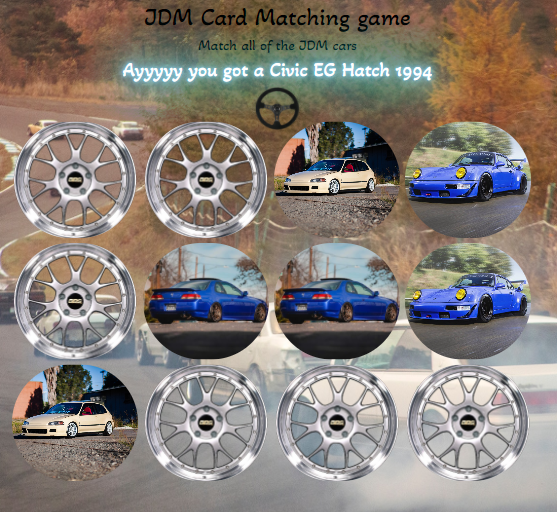 JDM Card Matching game
Match all of the JDM cars
Ayyyyy you got a Civic EG Hatch 1994